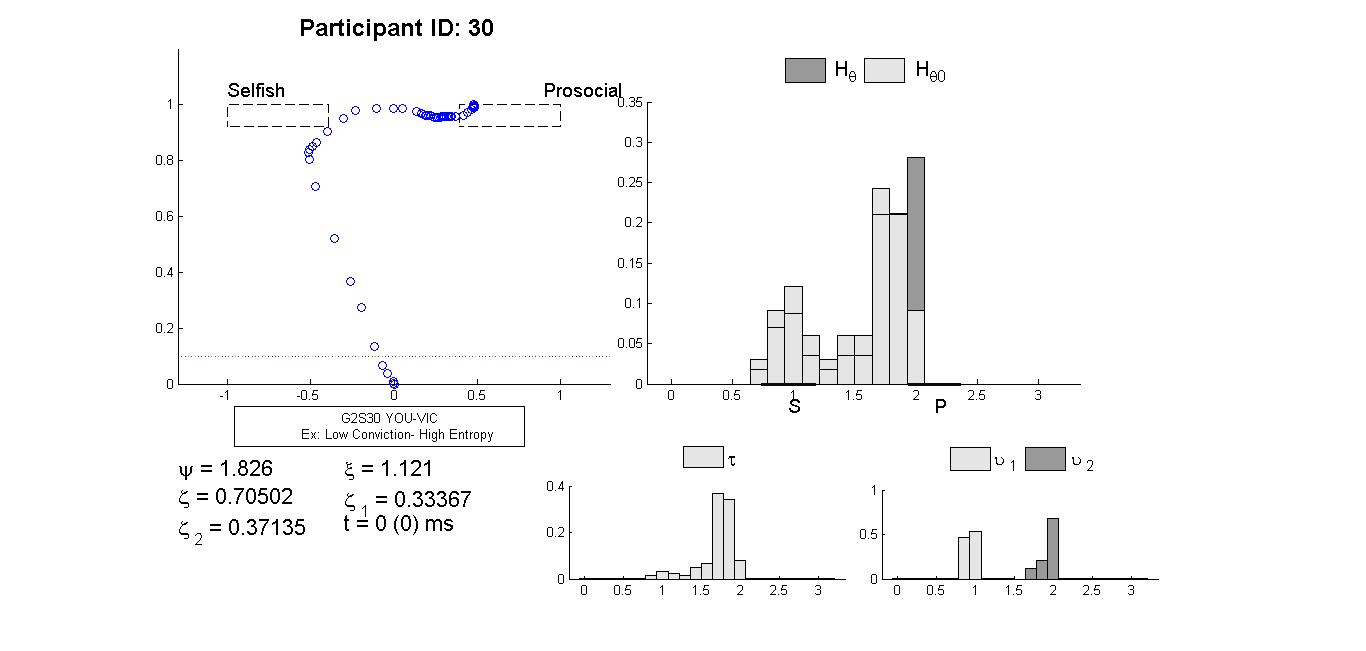 Participant ID: 30
Selfish
Prosocial
1
0.8
0.6
0.4
0.2
0
-1
-0.5
0
0.5
1
G2S30 YOU-VIC
Ex: Low Conviction- High Entropy
ψ = 1.826
ξ = 1.121
ζ = 0.70502
ζ 1 = 0.33367
ζ 2 = 0.37135
t = 0 (0) ms
Hθ Hθ0
0.35
0.3
0.25
0.2
0.15
0.1
0.05
0
0 0.5 1 1.5 2 2.5 3
S P
τ
0.4
0.2
0
0 0.5 1 1.5 2 2.5 3
υ 1 υ 2
1
0.5
0
0 0.5 1 1.5 2 2.5 3